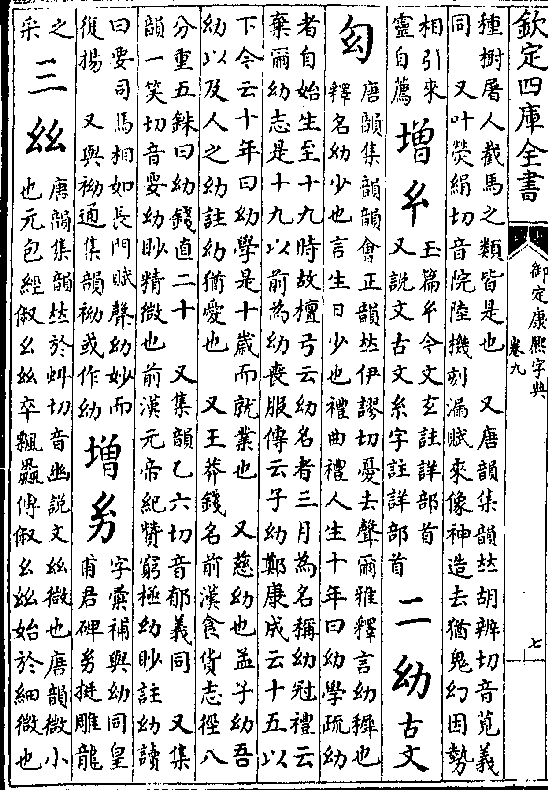 欽定四庫全書
御定康熙字典
卷九
七
種樹屠人截馬之類皆是也 又唐韻集韻𠀤胡辨切音莧義
同 又叶熒絹切音院陸機刻漏賦來像神造去猶鬼幻因勢
相引來
靈自薦
增𢆯
玉篇𢆯今文玄註詳部首
又說文古文糸字註詳部首
二幼 古文
唐韻集韻韻會正韻𠀤伊謬切憂去聲爾雅釋言幼穉也
釋名幼少也言生日少也禮曲禮人生十年曰幼學疏幼
者自始生至十九時故檀弓云幼名者三月為名稱幼冠禮云
棄爾幼志是十九以前為幼喪服傳云子幼鄭康成云十五以
下令云十年曰幼學是十歲而就業也 又慈幼也孟子幼吾
幼以及人之幼註幼猶愛也 又王莽錢名前漢食貨志徑八
分重五銖曰幼錢直二十 又集韻乙六切音郁義同 又集
韻一笑切音要幼眇精微也前漢元帝紀贊窮極幼眇註幼讀
曰要司馬相如長門賦聲幼妙而
復揚 又與袎通集韻袎或作幼
增
字彙補與幼同皇
甫君碑 挺雕龍
之
采
三𢆶
唐韻集韻𠀤於虯切音幽說文𢆶微也唐韻微小
也元包經俶幺𢆶卒飄驫傳俶幺𢆶始於細微也